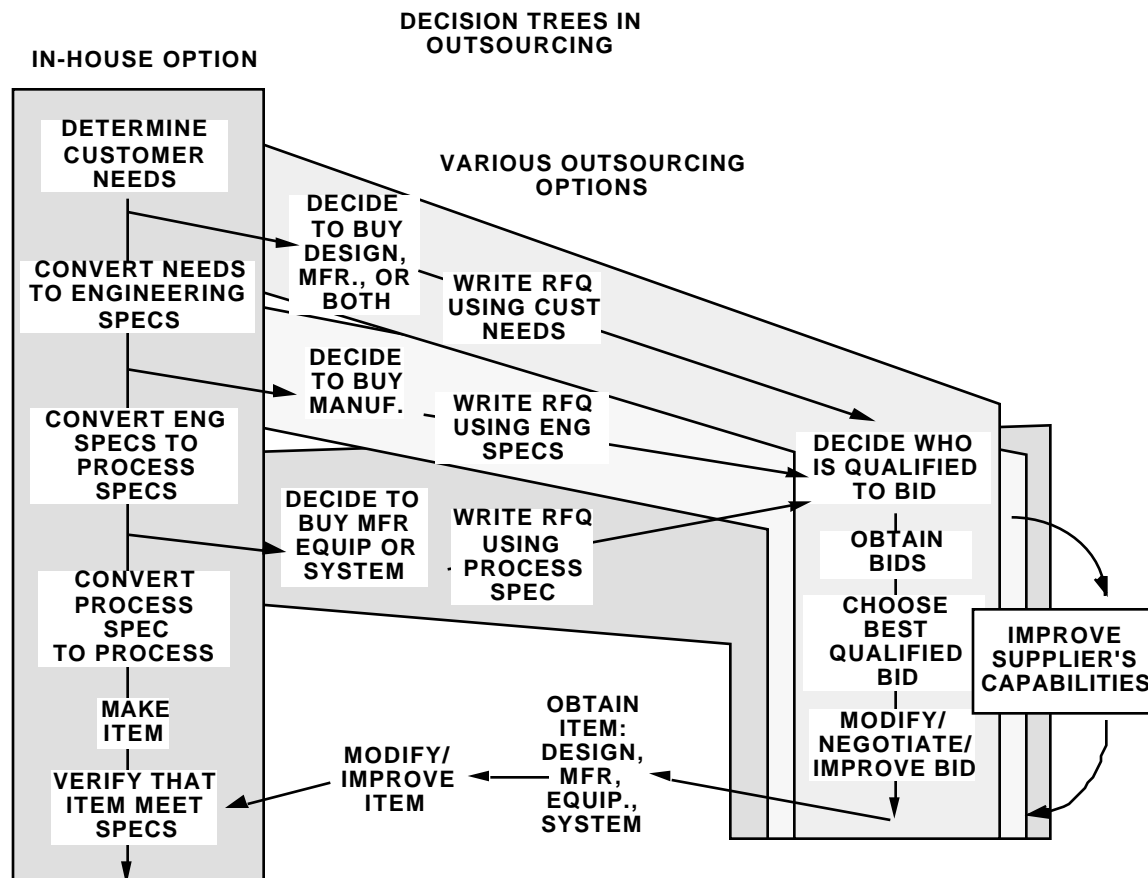 DECISION TREES IN
OUTSOURCING
IN-HOUSE OPTION
DETERMINE
CUSTOMER
NEEDS
VARIOUS OUTSOURCING
OPTIONS
DECIDE
TO BUY
DESIGN,
MFR., OR
BOTH
CONVERT NEEDS
TO ENGINEERING
SPECS
WRITE RFQ
USING CUST
NEEDS
DECIDE
TO BUY
MANUF.
WRITE RFQ
USING ENG
SPECS
CONVERT ENG
SPECS TO
PROCESS
SPECS
DECIDE WHO
IS QUALIFIED
TO BID
DECIDE TO
BUY MFR
EQUIP OR
SYSTEM
WRITE RFQ
USING
PROCESS
SPEC
OBTAIN
BIDS
CONVERT
PROCESS
SPEC
TO PROCESS
CHOOSE
BEST
QUALIFIED
BID
IMPROVE
SUPPLIER'S
CAPABILITIES
MAKE
ITEM
OBTAIN
ITEM:
DESIGN,
MFR,
EQUIP.,
SYSTEM
MODIFY/
NEGOTIATE/
IMPROVE BID
MODIFY/
IMPROVE
ITEM
VERIFY THAT
ITEM MEET
SPECS